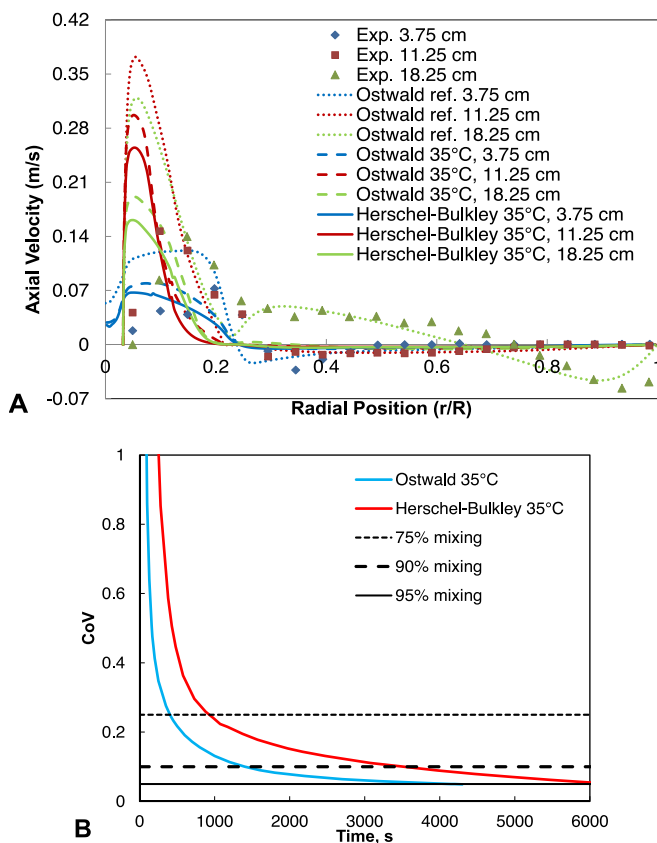 0.42
0.35
0.28
0.21
0.14
0.07
0
-0.07
Axial Velocity (m/s)
Exp. 3.75 cm
Exp. 11.25 cm
Exp. 18.25 cm
Ostwald ref. 3.75 cm
Ostwald ref. 11.25 cm
Ostwald ref. 18.25 cm
Ostwald 35°C, 3.75 cm
Ostwald 35°C, 11.25 cm
Ostwald 35°C, 18.25 cm
Herschel-Bulkley 35°C, 3.75 cm
Herschel-Bulkley 35°C, 11.25 cm
Herschel-Bulkley 35°C, 18.25 cm
0 0.2 0.4 0.6 0.8 1
Radial Position (r/R)
A
1
0.8
0.6
0.4
0.2
0
CoV
Ostwald 35°C
Herschel-Bulkley 35°C
75% mixing
90% mixing
95% mixing
0 1000 2000 3000 4000 5000 6000
Time, s
B